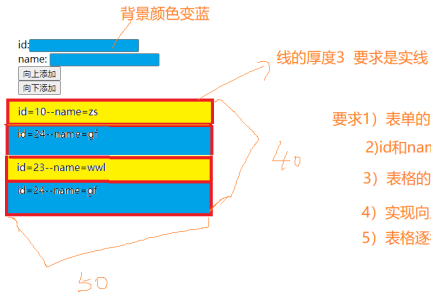 背景颜色变蓝
id:
name:
向上添加
向下添加
线的厚度3 要求是实线
id=10--name=zs
id=24--name=gf
id=23--name=wwl
id=24--name=gf
要求1）表单的
2)id和nam
3）表格的
4）实现向
5）表格逐
40
50